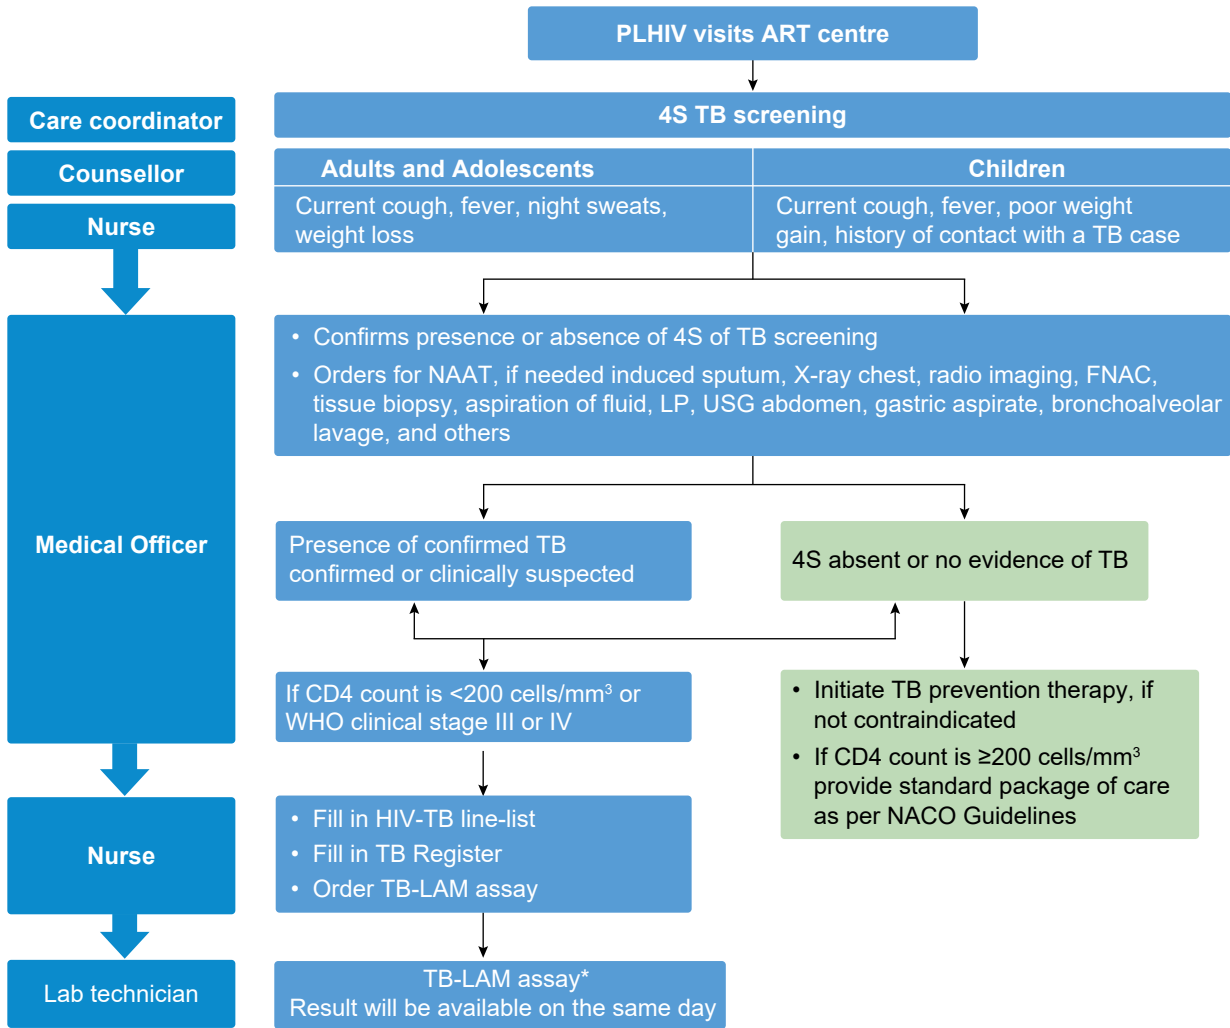 PLHIV visits ART centre
Care coordinator
Counsellor
Nurse
4S TB screening
Adults and Adolescents
Current cough, fever, night sweats,
weight loss
Children
Current cough, fever, poor weight
gain, history of contact with a TB case
Medical Officer
• Confirms presence or absence of 4S of TB screening
• Orders for NAAT, if needed induced sputum, X-ray chest, radio imaging, FNAC,
tissue biopsy, aspiration of fluid, LP, USG abdomen, gastric aspirate, bronchoalveolar
lavage, and others
Presence of confirmed TB
confirmed or clinically suspected
4S absent or no evidence of TB
If CD4 count is <200 cells/mm³ or
WHO clinical stage III or IV
• Initiate TB prevention therapy, if
not contraindicated
• If CD4 count is ≥200 cells/mm³
provide standard package of care
as per NACO Guidelines
Nurse
• Fill in HIV-TB line-list
• Fill in TB Register
• Order TB-LAM assay
Lab technician
TB-LAM assay*
Result will be available on the same day